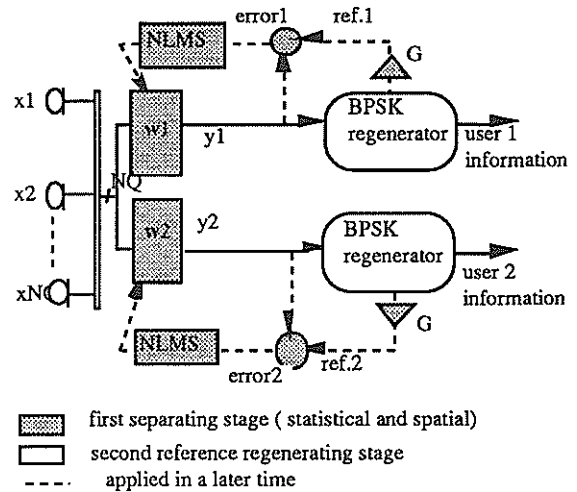 error1 ref.1
NLMS
G
x1
w1
y1
BPSK
regenerator
user 1
information
x2
NQ
w2
y2
BPSK
regenerator
user 2
information
xNQ
NLMS
error2
ref.2
G
first separating stage ( statistical and spatial)
second reference regenerating stage
applied in a later time